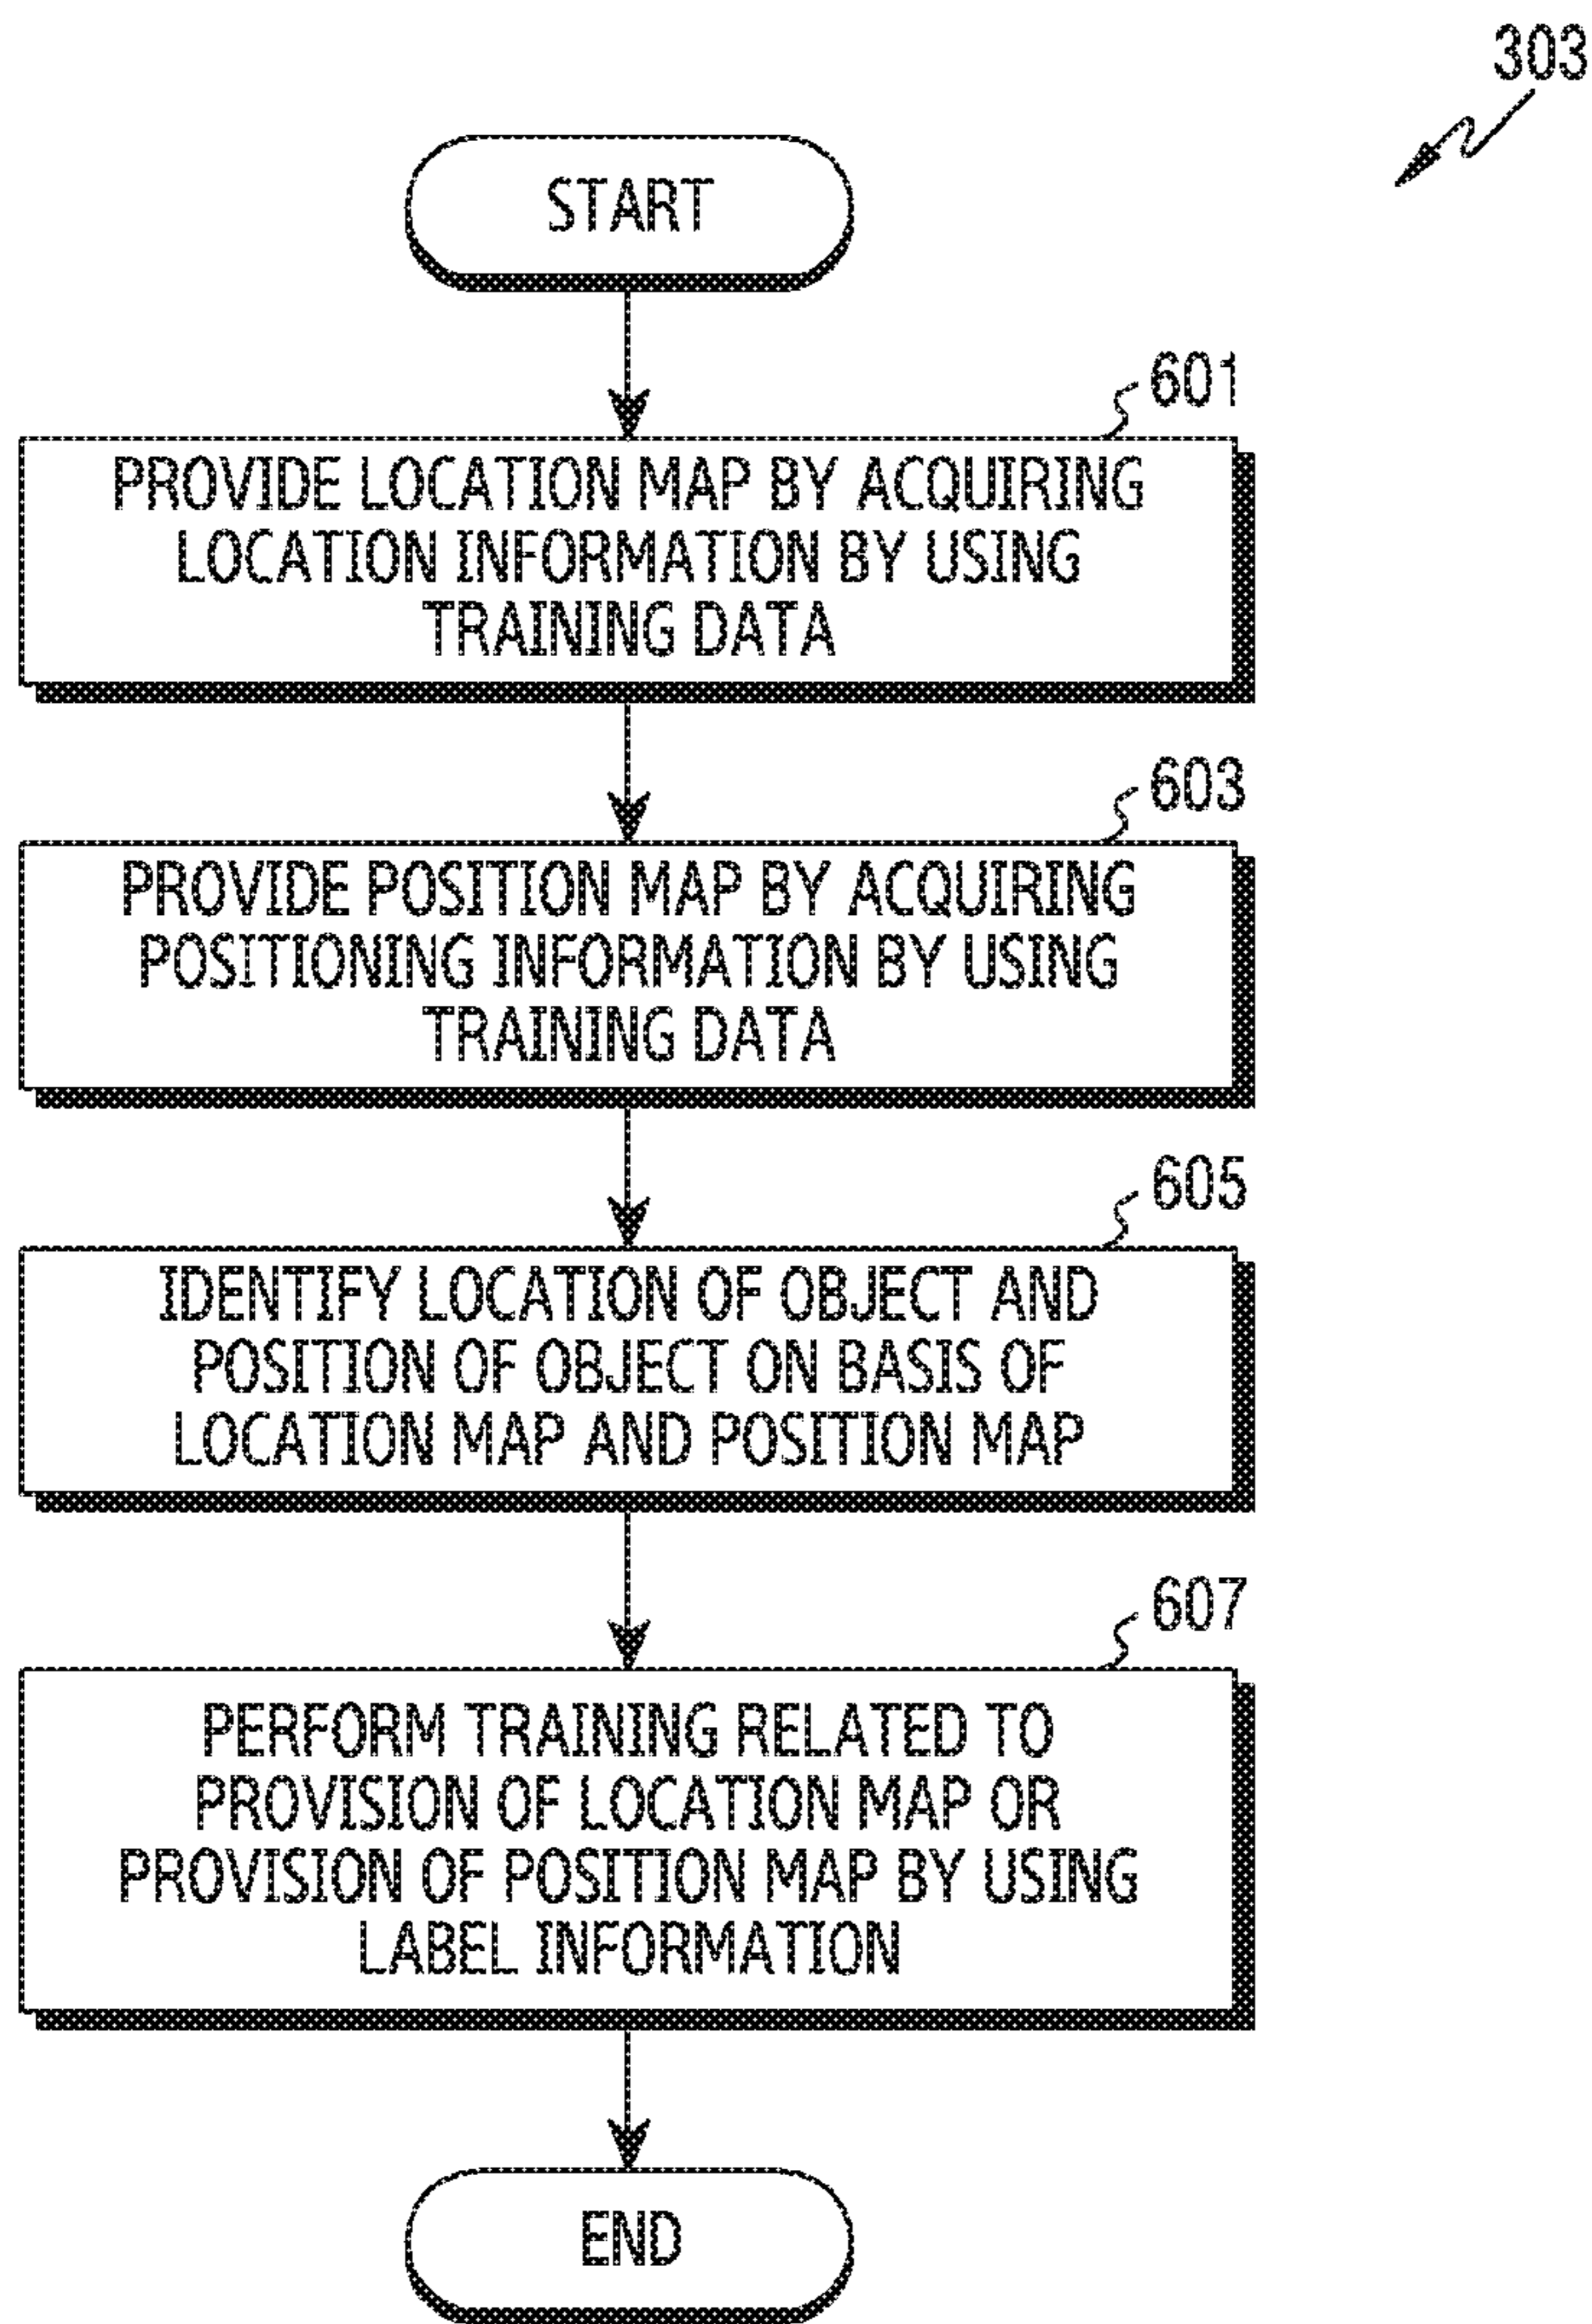 303
START
601
PROVIDE LOCATION MAP BY ACQUIRING
LOCATION INFORMATION BY USING
TRAINING DATA
603
PROVIDE POSITION MAP BY ACQUIRING
POSITIONING INFORMATION BY USING
TRAINING DATA
605
IDENTIFY LOCATION OF OBJECT AND
POSITION OF OBJECT ON BASIS OF
LOCATION MAP AND POSITION MAP
607
PERFORM TRAINING RELATED TO
PROVISION OF LOCATION MAP OR
PROVISION OF POSITION MAP BY USING
LABEL INFORMATION
END